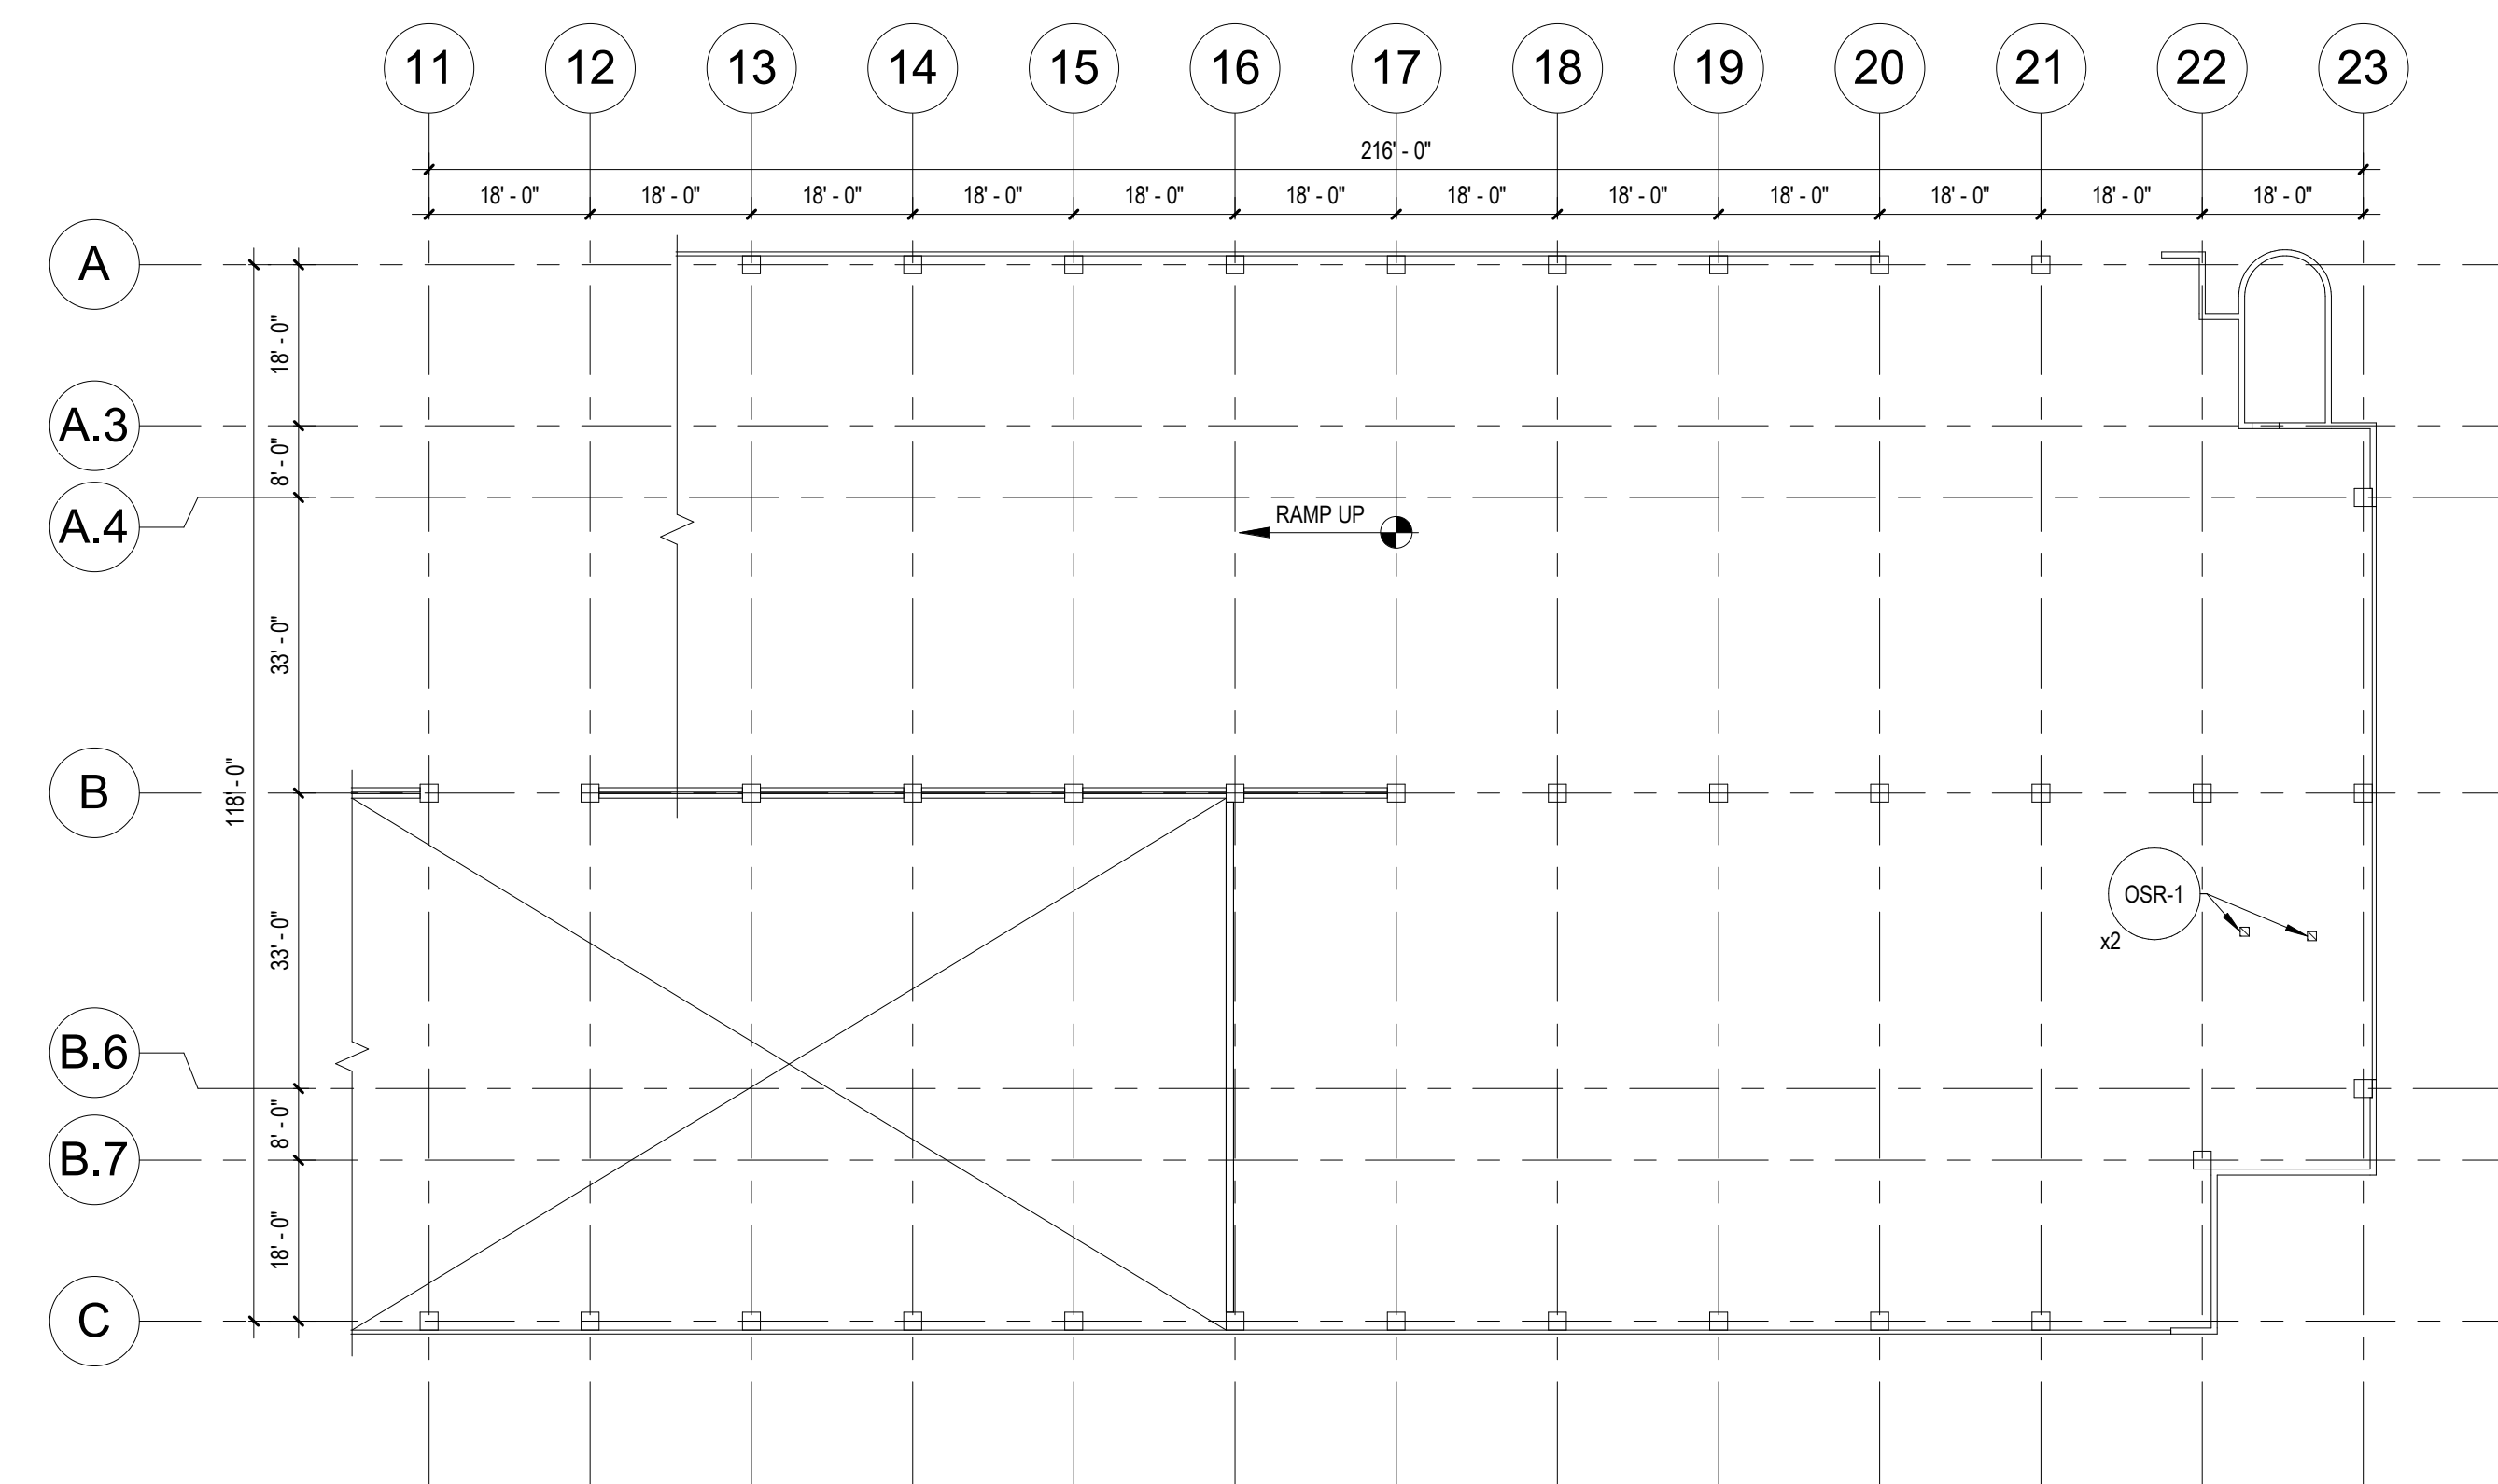 11 12 13 14 15 16 17 18 19 20 21 22 23
216' - 0"
18' - 0" 18' - 0" 18' - 0" 18' - 0" 18' - 0" 18' - 0" 18' - 0" 18' - 0" 18' - 0" 18' - 0" 18' - 0" 18' - 0"
A
18' - 0"
A.3
8' - 0"
A.4
RAMP UP
33' - 0"
B
118' - 0"
OSR-1
x2
33' - 0"
B.6
8' - 0"
B.7
18' - 0"
C